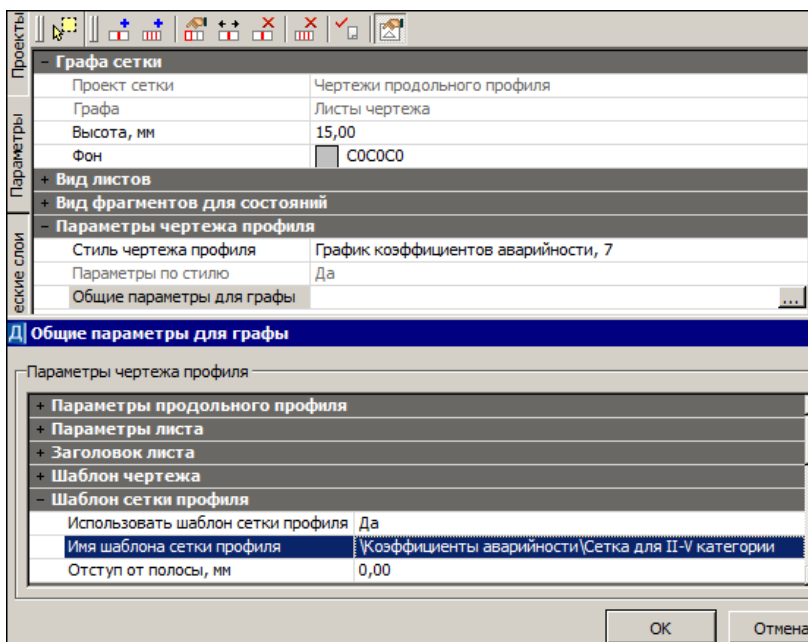 Проекты
Параметры
еские слои
− Графа сетки
Проект сетки Чертежи продольного профиля
Графа Листы чертежа
Высота, мм 15,00
Фон C0C0C0
+ Вид листов
+ Вид фрагментов для состояний
− Параметры чертежа профиля
Стиль чертежа профиля График коэффициентов аварийности, 7
Параметры по стилю Да
Общие параметры для графы ...
Д Общие параметры для графы
Параметры чертежа профиля
+ Параметры продольного профиля
+ Параметры листа
+ Заголовок листа
+ Шаблон чертежа
− Шаблон сетки профиля
Использовать шаблон сетки профиля Да
Имя шаблона сетки профиля \Коэффициенты аварийности\Сетка для II-V категории
Отступ от полосы, мм 0,00
OK Отмена